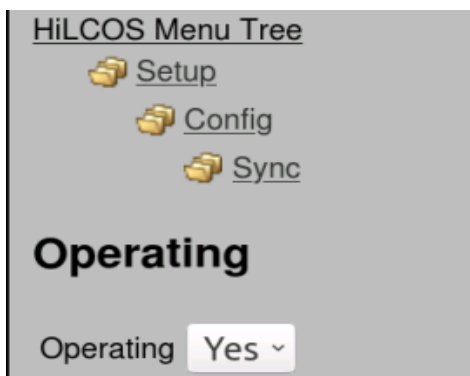 HiLCOS Menu Tree
Setup
Config
Sync
Operating
Operating Yes